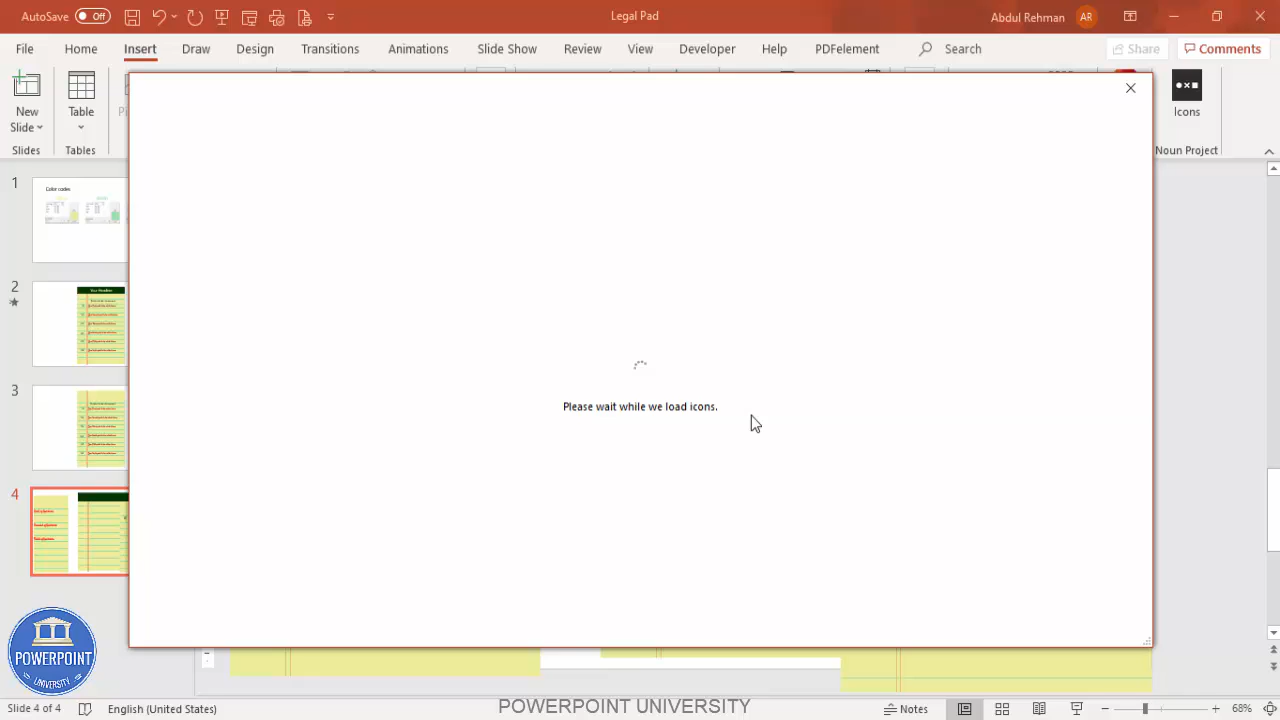 AutoSave Off
Legal Pad
Abdul Rehman AR
File Home Insert Draw Design Transitions Animations Slide Show Review View Developer Help PDFelement Search Share Comments
New Slide
Table
Icons
Slides
Tables
Noun Project
1
Color codes
2
Your Headline
3
4
Please wait while we load icons.
POWERPOINT
UNIVERSITY
Slide 4 of 4
English (United States)
POWERPOINT UNIVERSITY
Notes
68%